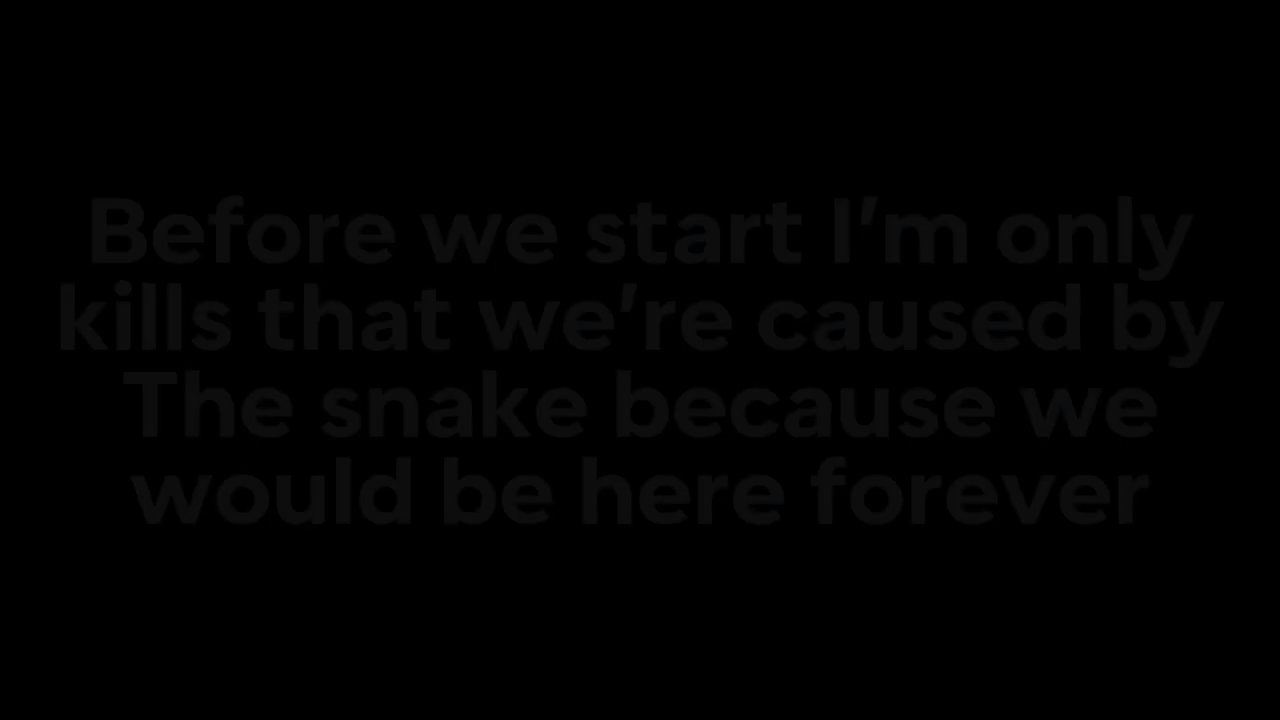 Before we start I'm only
kills that we're caused by
The snake because we
would be here forever